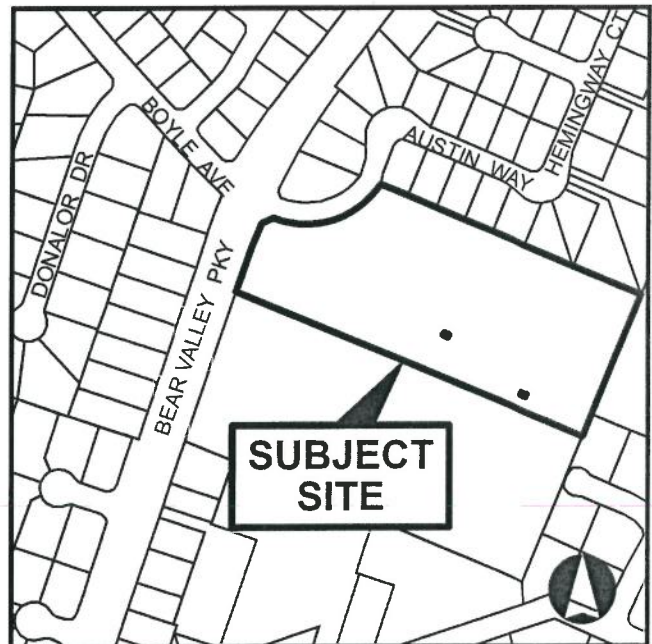 HEMINGWAY CT
BOYLE AVE
AUSTIN WAY
DONALOR DR
BEAR VALLEY PKY
SUBJECT
SITE